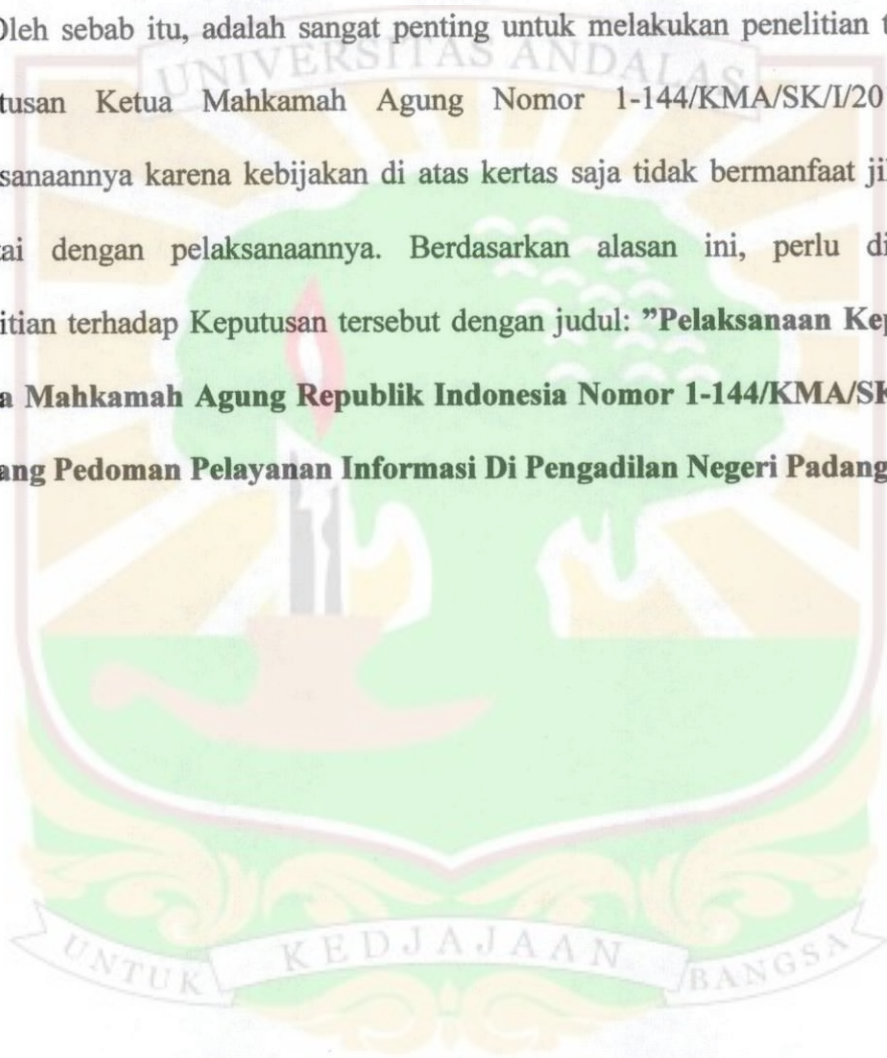 Oleh sebab itu, adalah sangat penting untuk melakukan penelitian t
UNIVERSITAS ANDALAS
tusan Ketua Mahkamah Agung Nomor 1-144/KMA/SK/I/20
sanaannya karena kebijakan di atas kertas saja tidak bermanfaat ji
ai dengan pelaksanaannya. Berdasarkan alasan ini, perlu di
itian terhadap Keputusan tersebut dengan judul: ”Pelaksanaan Kep
a Mahkamah Agung Republik Indonesia Nomor 1-144/KMA/SK
ang Pedoman Pelayanan Informasi Di Pengadilan Negeri Padang
UNTUK KEDJAJAAN BANGSA